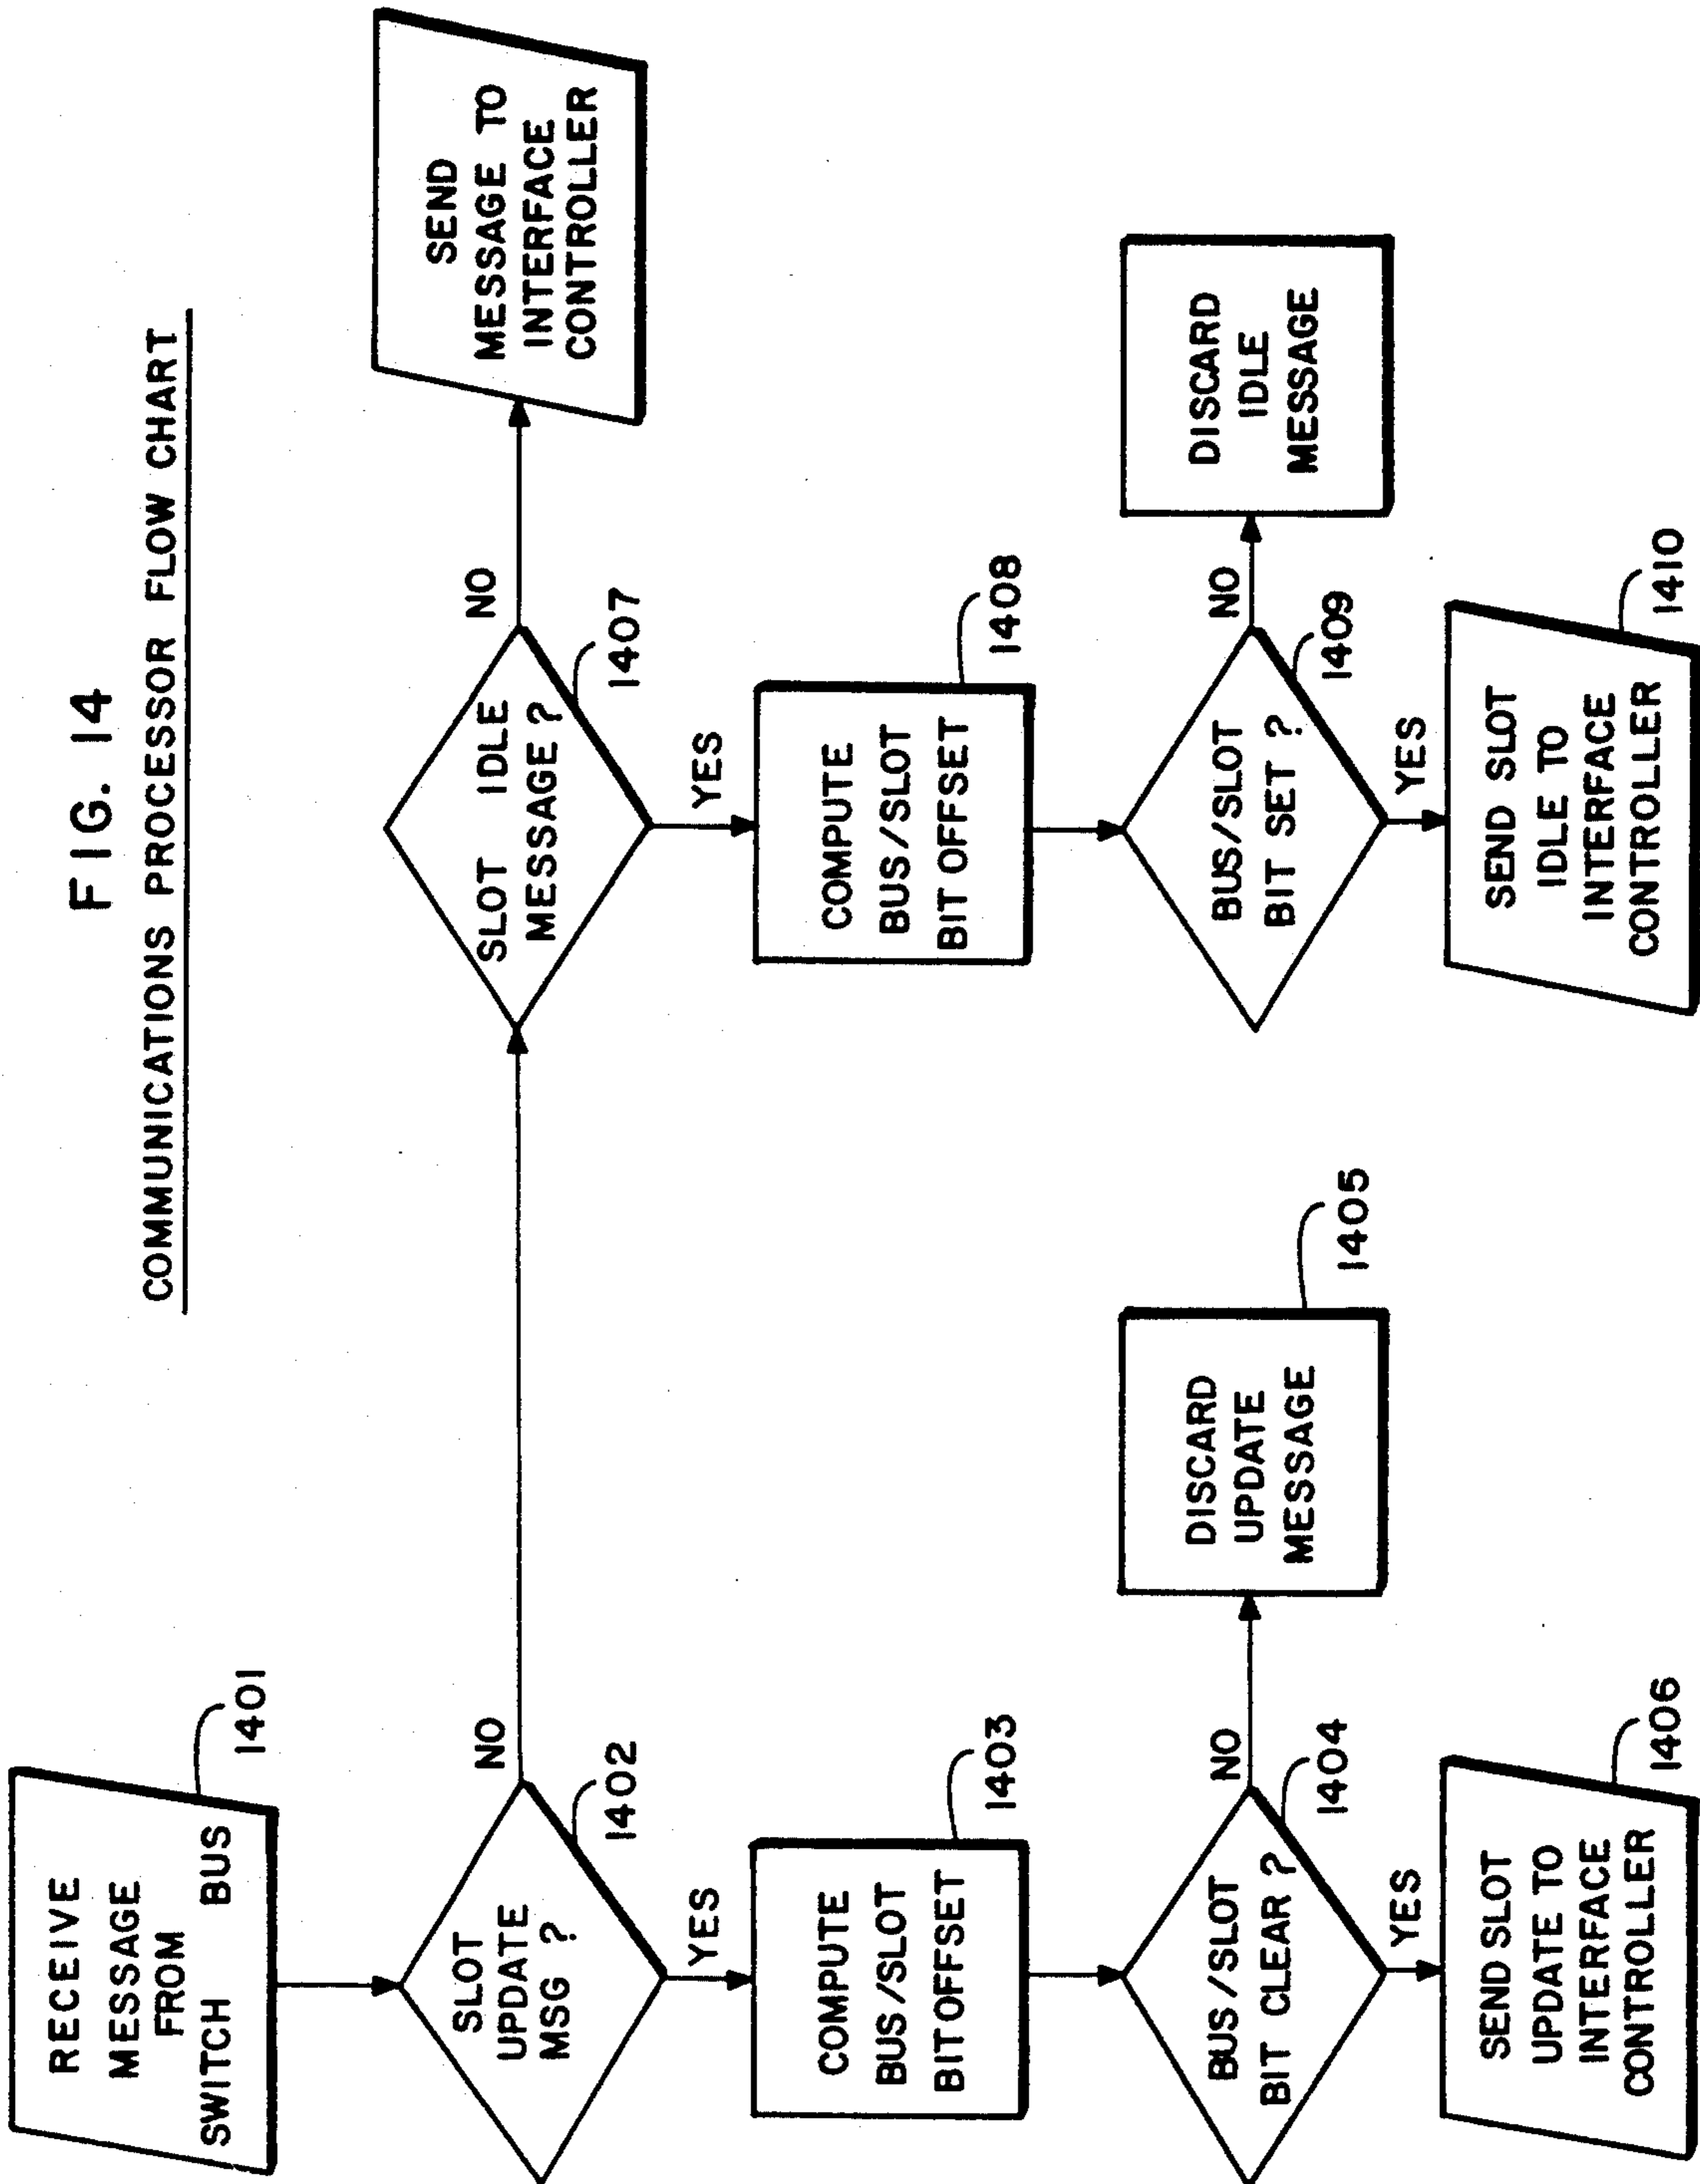 FIG. 14
COMMUNICATIONS PROCESSOR FLOW CHART
RECEIVE
MESSAGE
FROM
SWITCH BUS
1401
SLOT
UPDATE
MSG ?
NO
1402
YES
COMPUTE
BUS/SLOT
BIT OFFSET
1403
BUS/SLOT
BIT CLEAR ?
NO
1404
YES
DISCARD
UPDATE
MESSAGE
1405
SEND SLOT
UPDATE TO
INTERFACE
CONTROLLER
1406
SLOT IDLE
MESSAGE ?
NO
1407
YES
SEND
MESSAGE TO
INTERFACE
CONTROLLER
COMPUTE
BUS/SLOT
BIT OFFSET
1408
BUS/SLOT
BIT SET ?
NO
1409
YES
DISCARD
IDLE
MESSAGE
SEND SLOT
IDLE TO
INTERFACE
CONTROLLER
1410